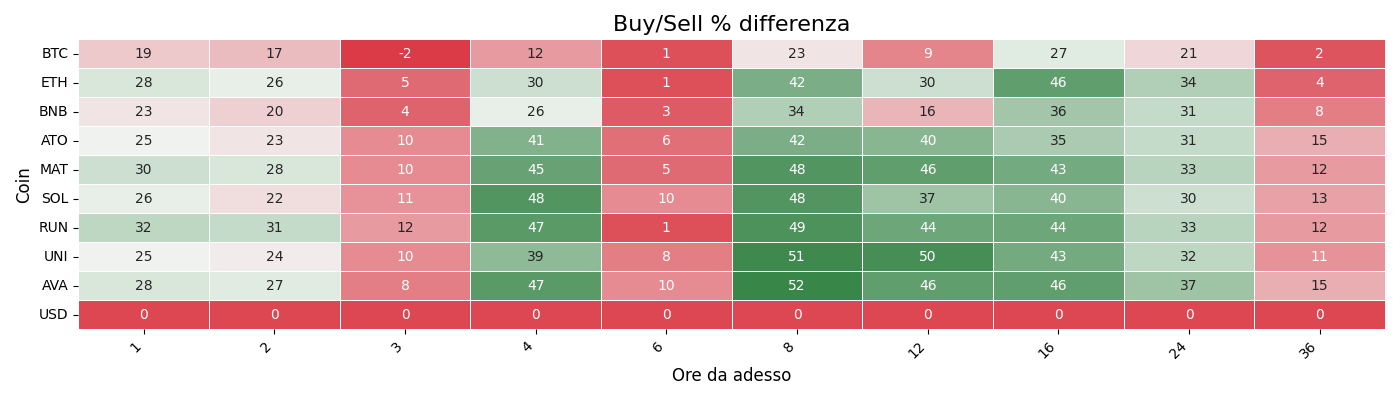 Buy/Sell % differenza
Coin
BTC 19 17 -2 12 1 23 9 27 21 2
ETH 28 26 5 30 1 42 30 46 34 4
BNB 23 20 4 26 3 34 16 36 31 8
ATO 25 23 10 41 6 42 40 35 31 15
MAT 30 28 10 45 5 48 46 43 33 12
SOL 26 22 11 48 10 48 37 40 30 13
RUN 32 31 12 47 1 49 44 44 33 12
UNI 25 24 10 39 8 51 50 43 32 11
AVA 28 27 8 47 10 52 46 46 37 15
USD 0 0 0 0 0 0 0 0 0 0
1 2 3 4 6 8 12 16 24 36
Ore da adesso